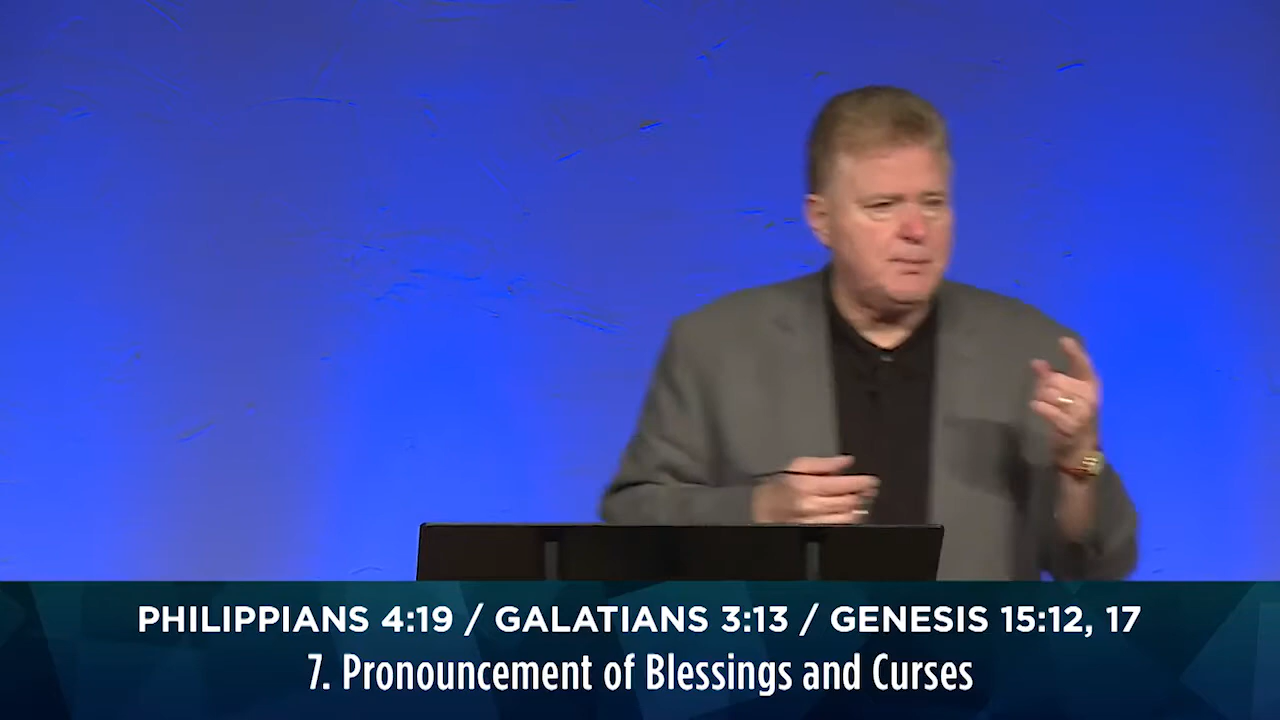 PHILIPPIANS 4:19 / GALATIANS 3:13 / GENESIS 15:12, 17
7. Pronouncement of Blessings and Curses